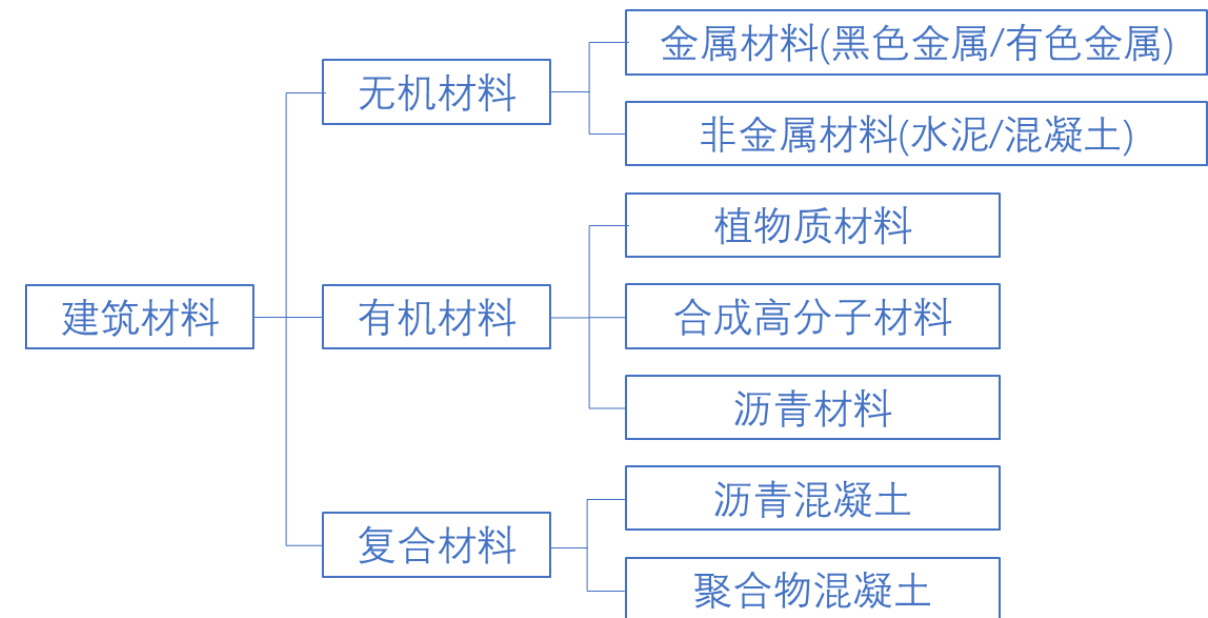 建筑材料
无机材料
金属材料(黑色金属/有色金属)
非金属材料(水泥/混凝土)
有机材料
植物质材料
合成高分子材料
沥青材料
复合材料
沥青混凝土
聚合物混凝土